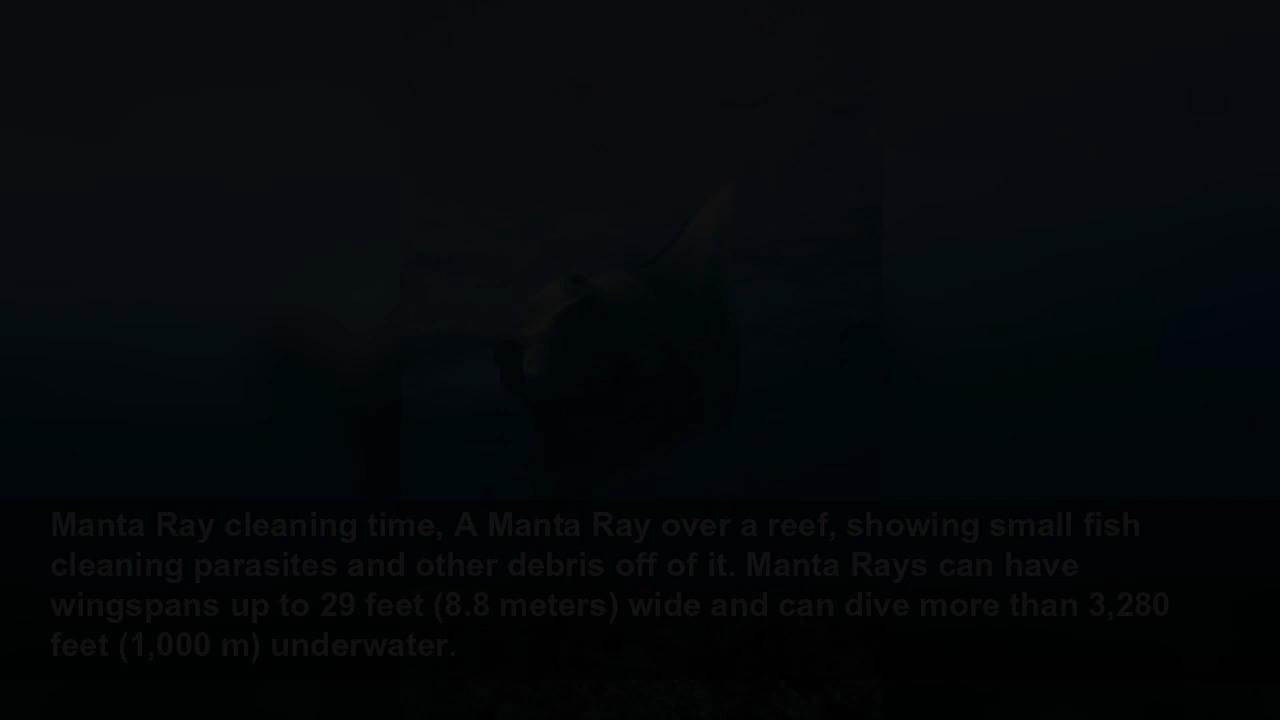 Manta Ray cleaning time, A Manta Ray over a reef, showing small fish
cleaning parasites and other debris off of it. Manta Rays can have
wingspans up to 29 feet (8.8 meters) wide and can dive more than 3,280
feet (1,000 m) underwater.